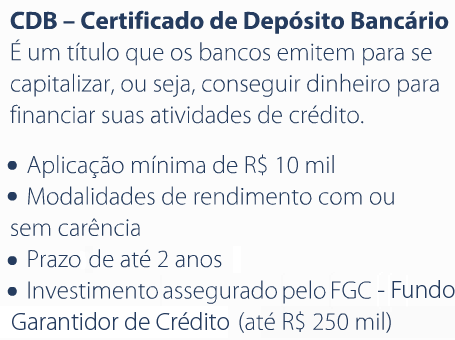 CDB – Certificado de Depósito Bancário
É um título que os bancos emitem para se
capitalizar, ou seja, conseguir dinheiro para
financiar suas atividades de crédito.
• Aplicação mínima de R$ 10 mil
• Modalidades de rendimento com ou
sem carência
• Prazo de até 2 anos
• Investimento assegurado pelo FGC - Fundo
Garantidor de Crédito (até R$ 250 mil)